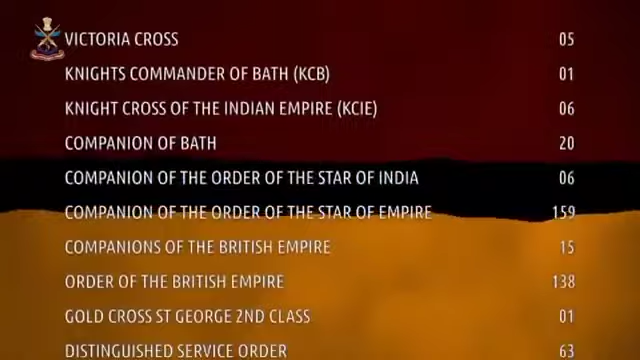 VICTORIA CROSS 05
KNIGHTS COMMANDER OF BATH (KCB) 01
KNIGHT CROSS OF THE INDIAN EMPIRE (KCIE) 06
COMPANION OF BATH 20
COMPANION OF THE ORDER OF THE STAR OF INDIA 06
COMPANION OF THE ORDER OF THE STAR OF EMPIRE 159
COMPANIONS OF THE BRITISH EMPIRE 15
ORDER OF THE BRITISH EMPIRE 138
GOLD CROSS ST GEORGE 2ND CLASS 01
DISTINGUISHED SERVICE ORDER 63